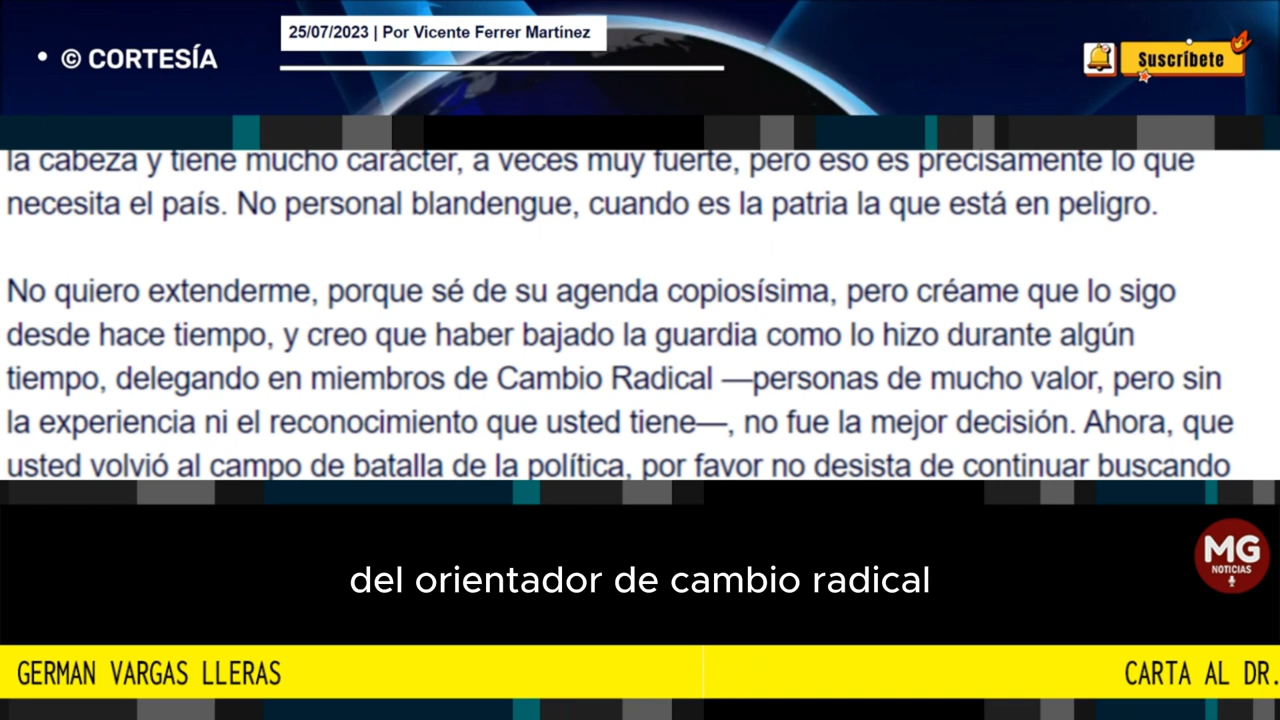 25/07/2023 | Por Vicente Ferrer Martínez
• © CORTESÍA
Suscríbete
la cabeza y tiene mucho carácter, a veces muy fuerte, pero eso es precisamente lo que
necesita el país. No personal blandengue, cuando es la patria la que está en peligro.
No quiero extenderme, porque sé de su agenda copiosísima, pero créame que lo sigo
desde hace tiempo, y creo que haber bajado la guardia como lo hizo durante algún
tiempo, delegando en miembros de Cambio Radical —personas de mucho valor, pero sin
la experiencia ni el reconocimiento que usted tiene—, no fue la mejor decisión. Ahora, que
usted volvió al campo de batalla de la política, por favor no desista de continuar buscando
MG
NOTICIAS
del orientador de cambio radical
GERMAN VARGAS LLERAS
CARTA AL DR.